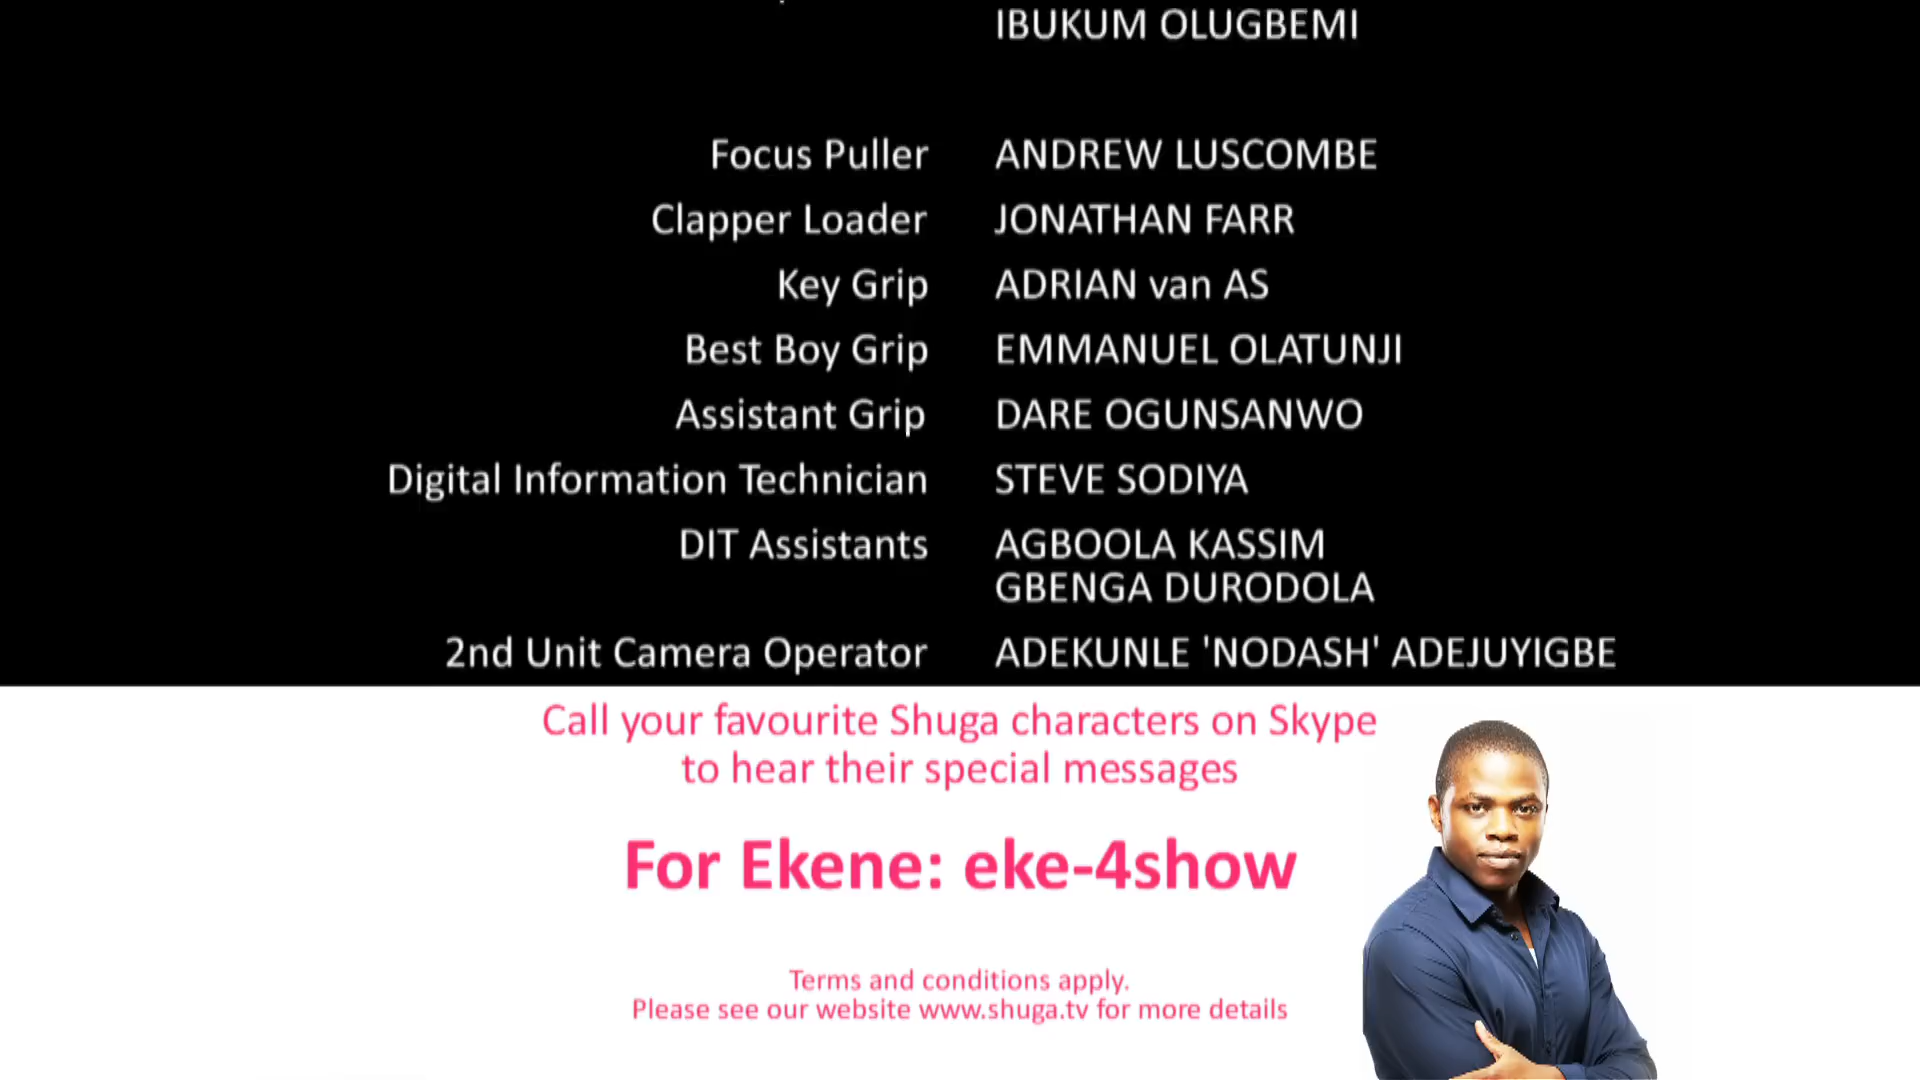 IBUKUM OLUGBEMI
Focus Puller ANDREW LUSCOMBE
Clapper Loader JONATHAN FARR
Key Grip ADRIAN van AS
Best Boy Grip EMMANUEL OLATUNJI
Assistant Grip DARE OGUNSANWO
Digital Information Technician STEVE SODIYA
DIT Assistants AGBOOLA KASSIM
GBENGA DURODOLA
2nd Unit Camera Operator ADEKUNLE 'NODASH' ADEJUYIGBE
Call your favourite Shuga characters on Skype
to hear their special messages
For Ekene: eke-4show
Terms and conditions apply.
Please see our website www.shuga.tv for more details